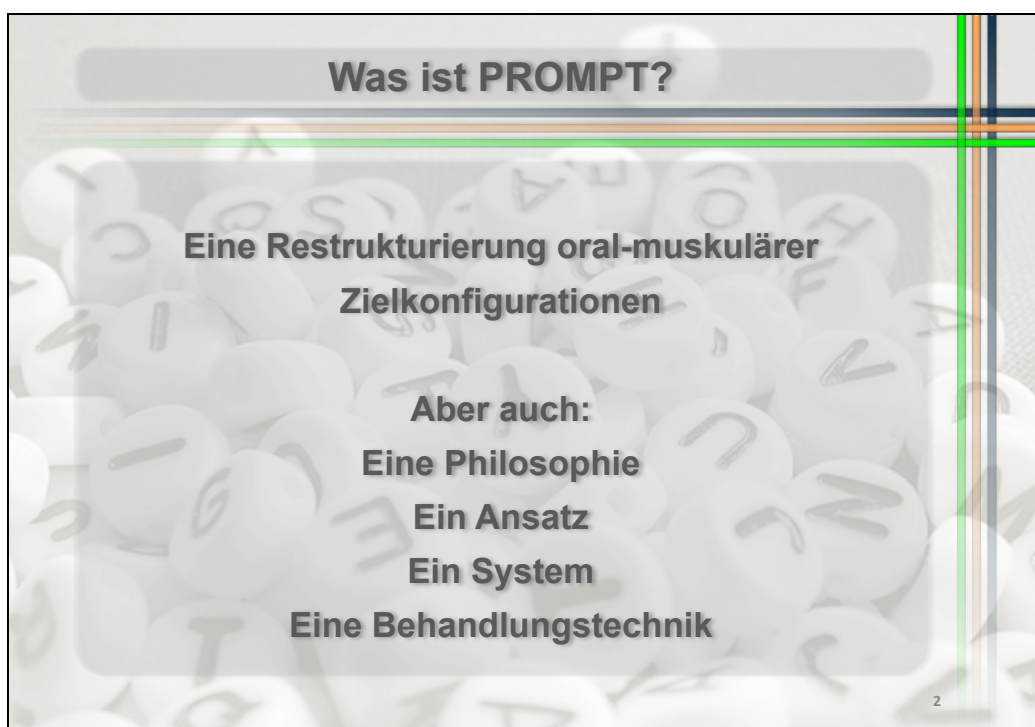 Was ist PROMPT?
Eine Restrukturierung oral-muskulärer
Zielkonfigurationen
Aber auch:
Eine Philosophie
Ein Ansatz
Ein System
Eine Behandlungstechnik
2